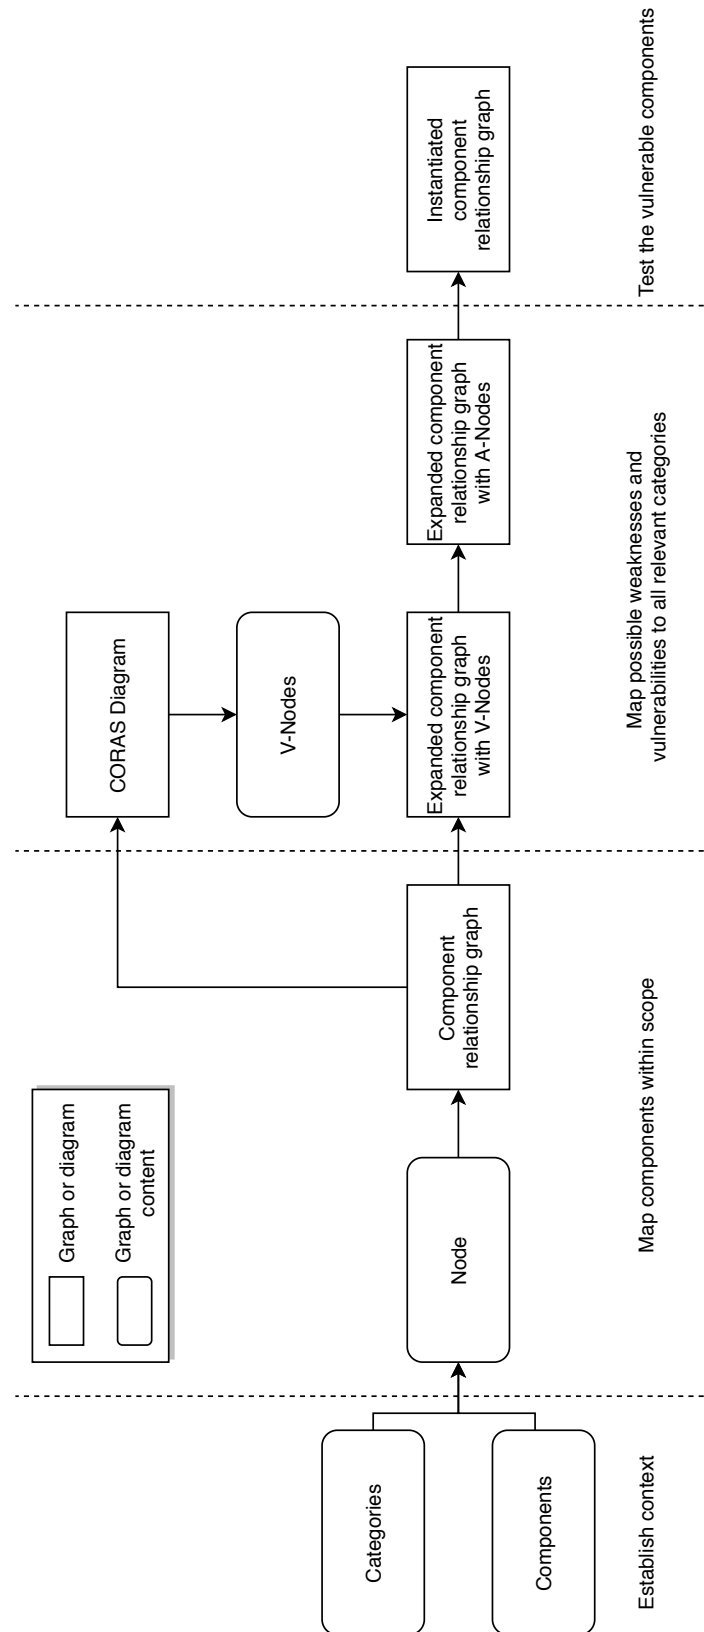 Graph or diagram
Graph or diagram
content
Categories
Components
Node
Component
relationship graph
CORAS Diagram
V-Nodes
Expanded component
relationship graph
with V-Nodes
Expanded component
relationship graph
with A-Nodes
Instantiated
component
relationship graph
Establish context
Map components within scope
Map possible weaknesses and
vulnerabilities to all relevant categories
Test the vulnerable components